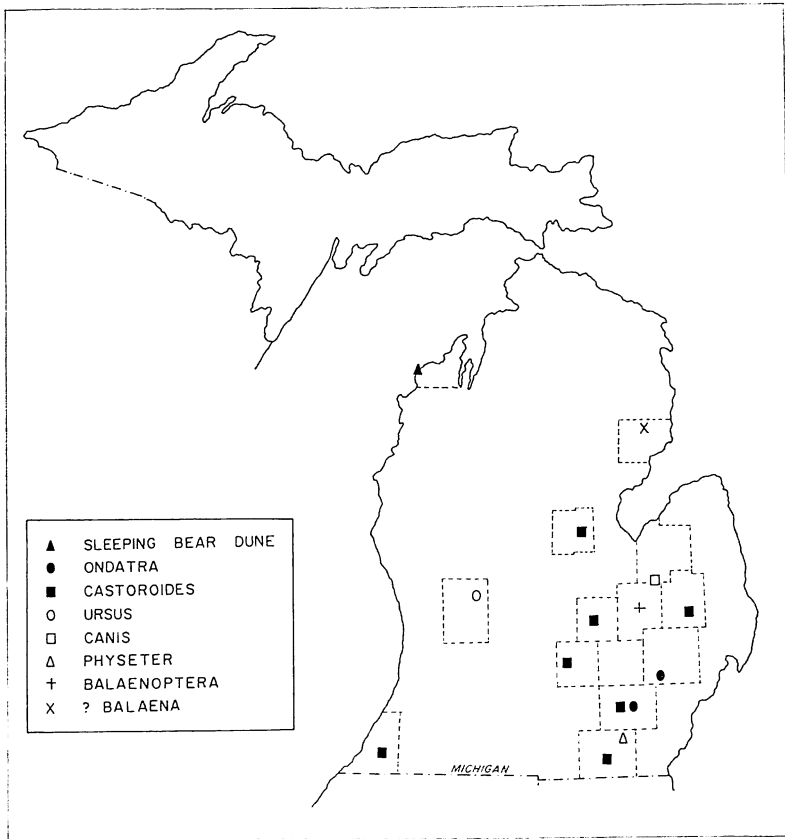 SLEEPING BEAR DUNE
ONDATRA
CASTOROIDES
URSUS
CANIS
PHYSETER
BALAENOPTERA
? BALAENA
MICHIGAN